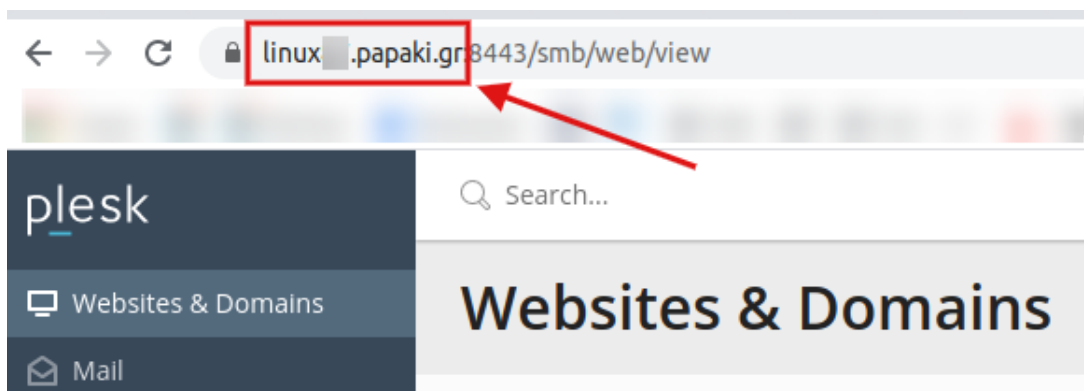 linux .papaki.gr:8443/smb/web/view
plesk
Search...
Websites & Domains
Websites & Domains
Mail